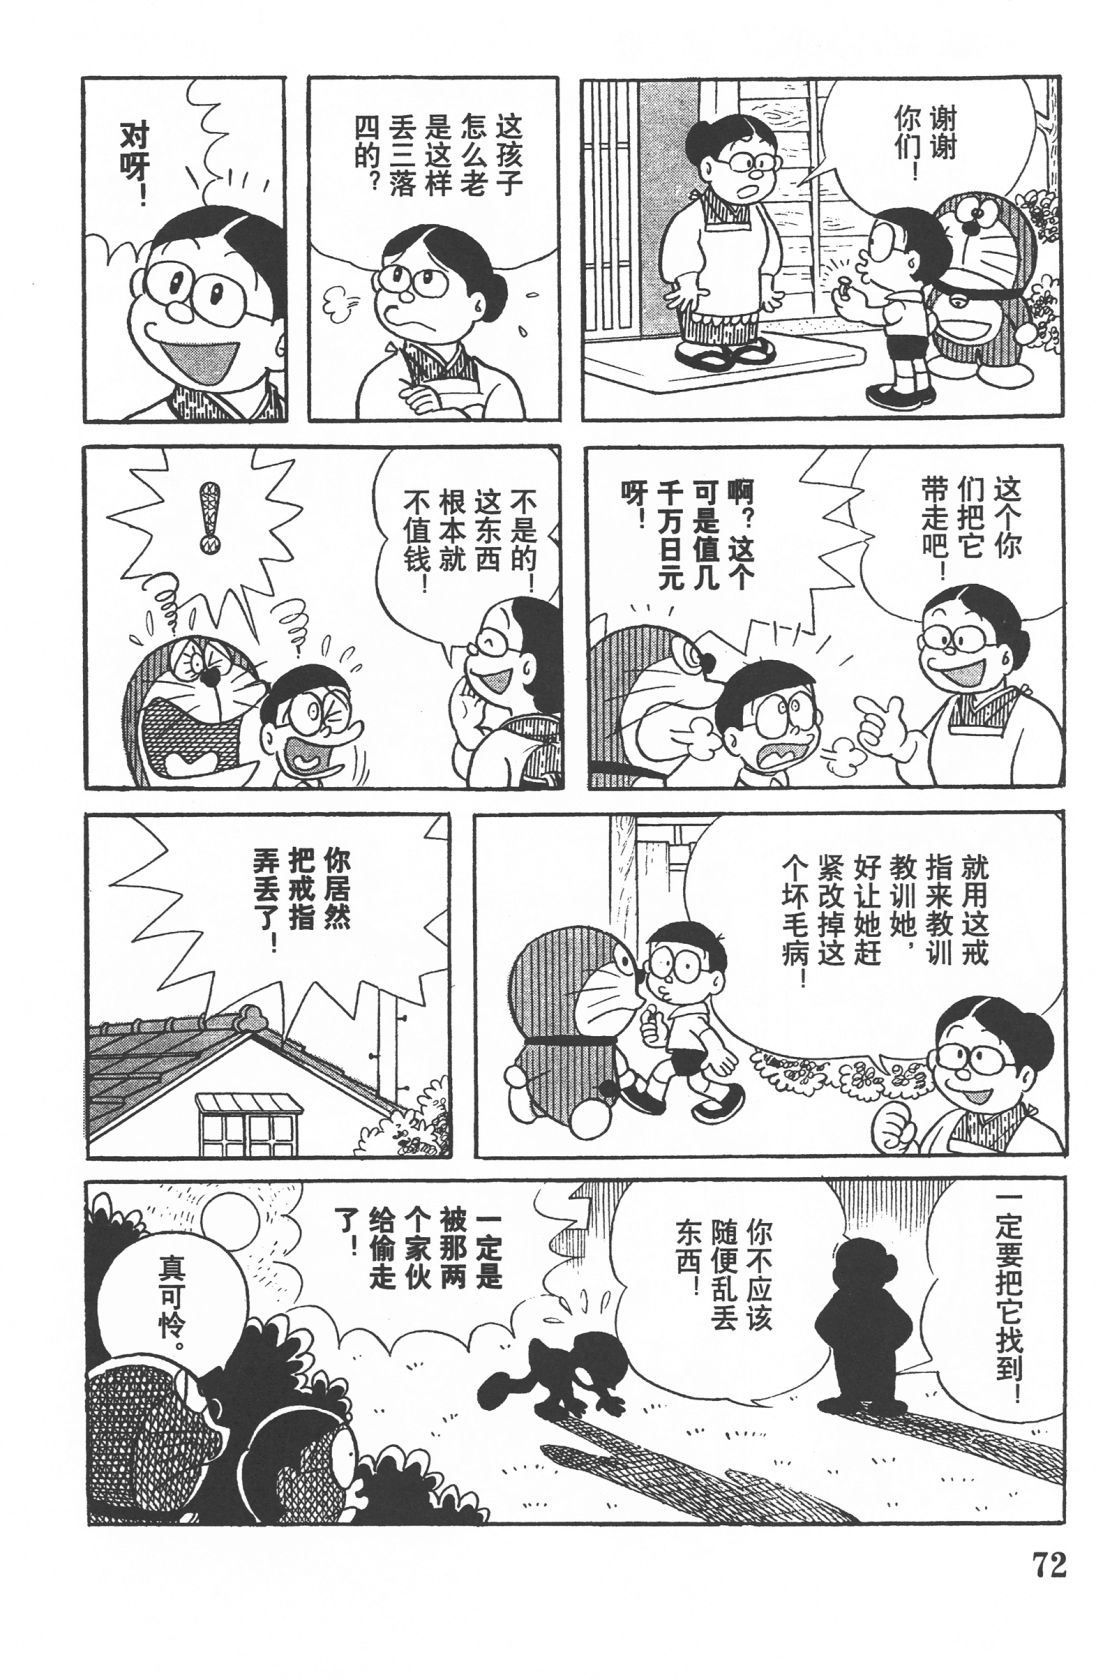 谢谢
你们！
这孩子
怎么老
是这样
丢三落
四的？
对呀！
这个你
们把它
带走吧！
啊？这个
可是值几
千万日元
呀！
不是的！
这东西
根本就
不值钱！
！
就用这戒
指来教训
教训她，
好让她赶
紧改掉这
个坏毛病！
你居然
把戒指
弄丢了！
一定要把它找到！
你不应该
随便乱丢
东西！
一定是
被那两
个家伙
给偷走
了！
真可怜。
72